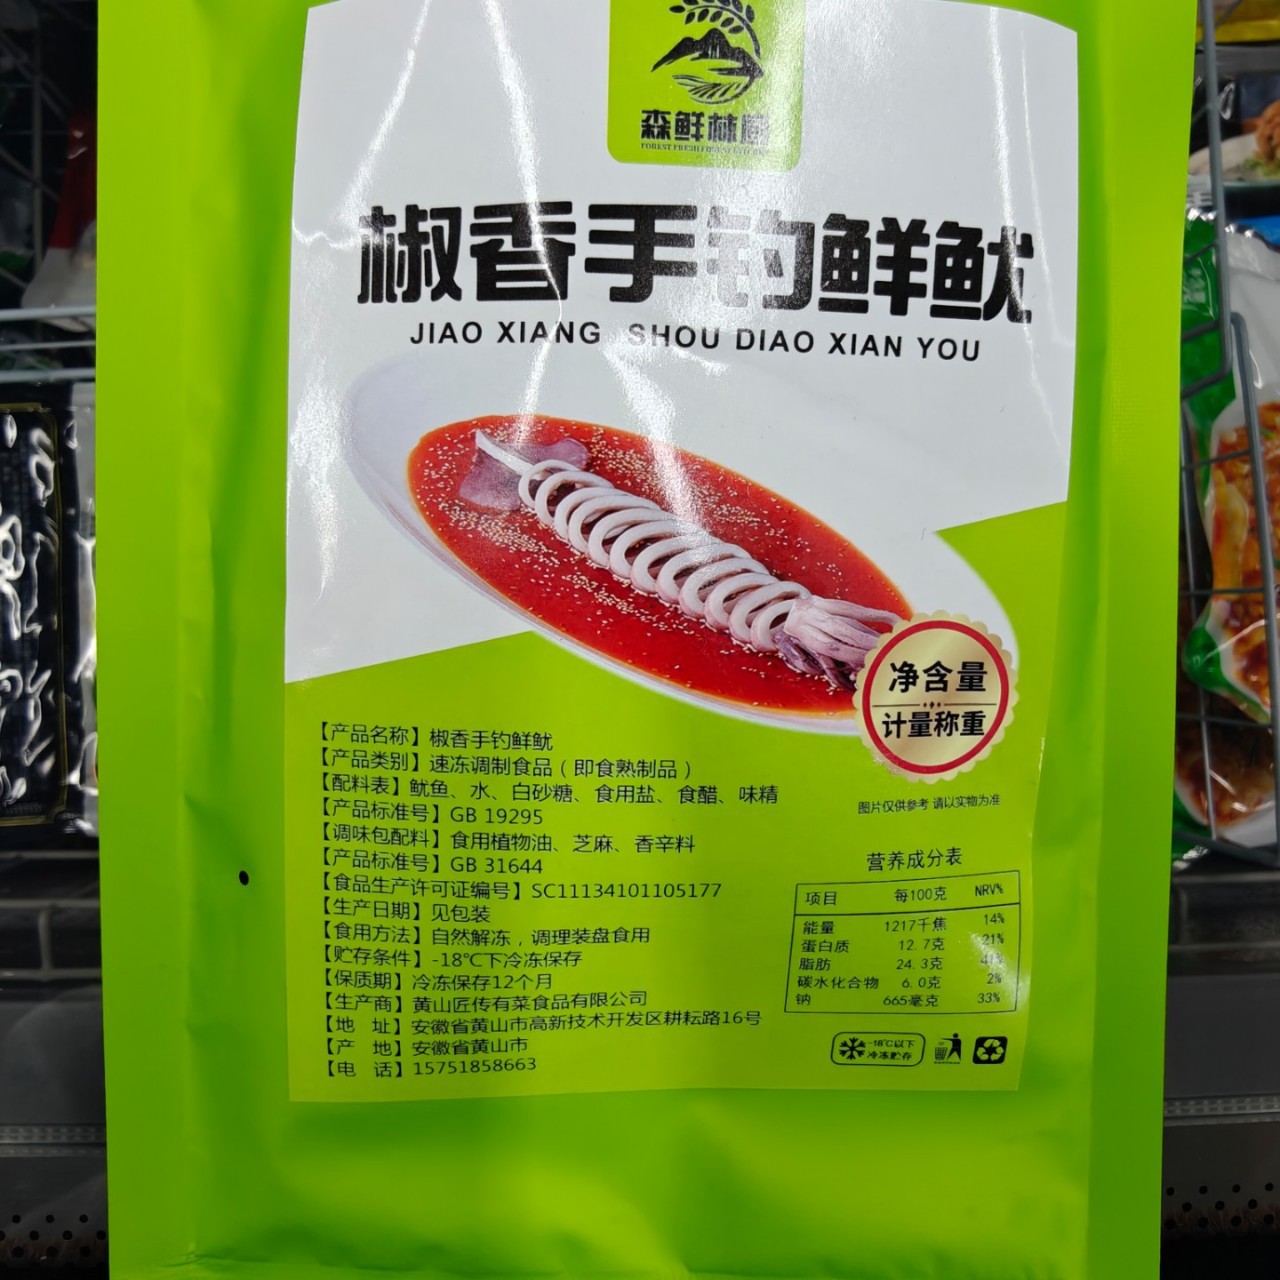 森鲜林
椒香手钓鲜鱿
JIAO XIANG SHOU DIAO XIAN YOU
净含量
计量称重
图片仅供参考 请以实物为准
【产品名称】椒香手钓鲜鱿
【产品类别】速冻调制食品（即食熟制品）
【配料表】鱿鱼、水、白砂糖、食用盐、食醋、味精
【产品标准号】GB 19295
【调味包配料】食用植物油、芝麻、香辛料
【产品标准号】GB 31644
【食品生产许可证编号】SC11134101105177
【生产日期】见包装
【食用方法】自然解冻，调理装盘食用
【贮存条件】-18℃下冷冻保存
【保质期】冷冻保存12个月
【生产商】黄山匠传有菜食品有限公司
【地 址】安徽省黄山市高新技术开发区耕耘路16号
【产 地】安徽省黄山市
【电 话】15751858663
营养成分表
项目 每100克 NRV%
能量 1217千焦 14%
蛋白质 12.7克 21%
脂肪 24.3克 41%
碳水化合物 6.0克 2%
钠 665毫克 33%
-18℃以下
冷冻贮存